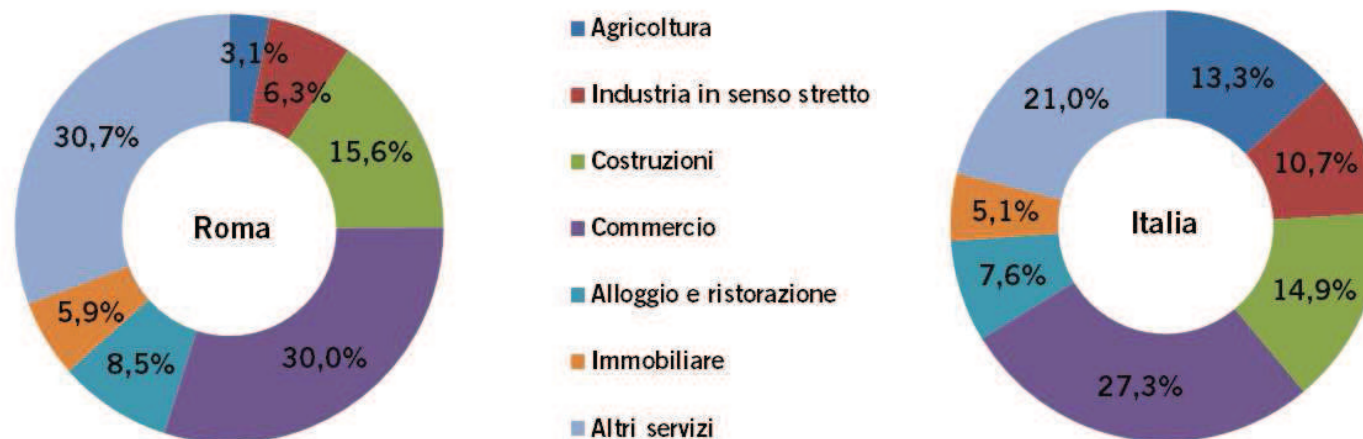 3,1%
6,3%
15,6%
30,0%
8,5%
5,9%
30,7%
Roma
Agricoltura
Industria in senso stretto
Costruzioni
Commercio
Alloggio e ristorazione
Immobiliare
Altri servizi
13,3%
10,7%
14,9%
27,3%
7,6%
5,1%
21,0%
Italia